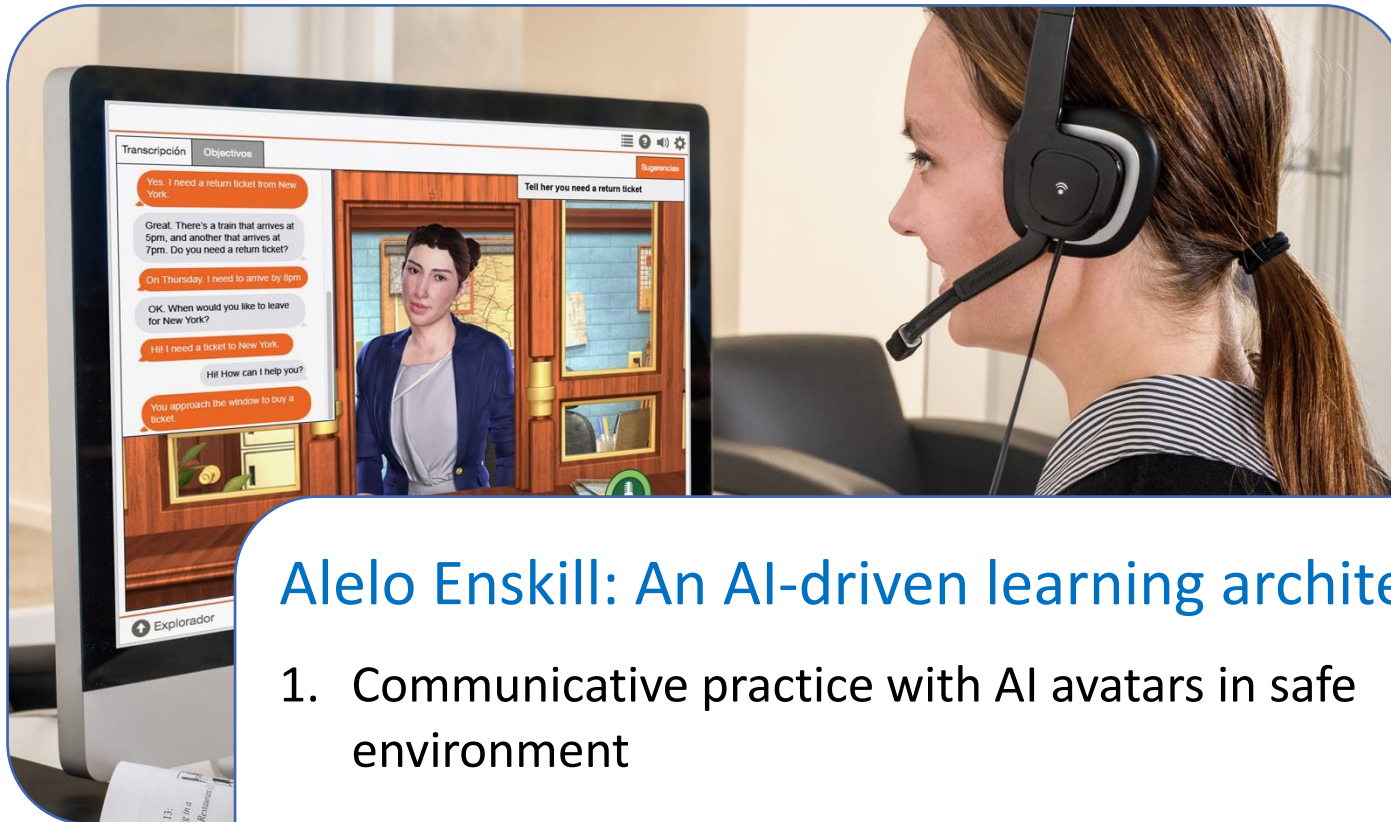 Transcripción
Objectivos
Sugerencias
Tell her you need a return ticket
Yes. I need a return ticket from New
York.
Great. There's a train that arrives at
5pm, and another that arrives at
7pm. Do you need a return ticket?
On Thursday. I need to arrive by 8pm
OK. When would you like to leave
for New York?
Hi! I need a ticket to New York.
Hi! How can I help you?
You approach the window to buy a
ticket.
Explorador
Alelo Enskill: An AI-driven learning archite
1. Communicative practice with AI avatars in safe
environment
13:
g in a
Restaurant